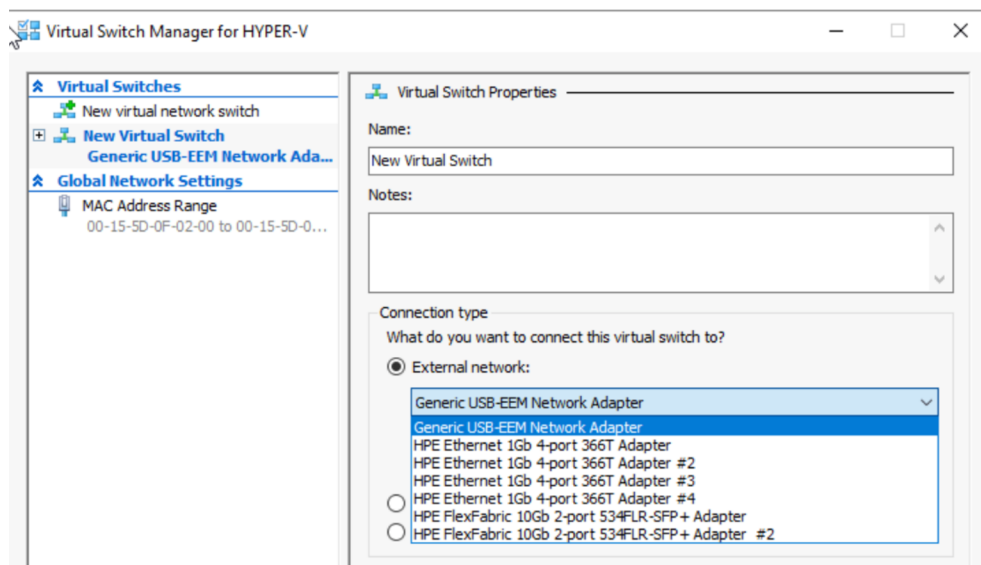 Virtual Switch Manager for HYPER-V
Virtual Switches
New virtual network switch
New Virtual Switch
Generic USB-EEM Network Ada...
Global Network Settings
MAC Address Range
00-15-5D-0F-02-00 to 00-15-5D-0...
Virtual Switch Properties
Name:
New Virtual Switch
Notes:
Connection type
What do you want to connect this virtual switch to?
External network:
Generic USB-EEM Network Adapter
Generic USB-EEM Network Adapter
HPE Ethernet 1Gb 4-port 366T Adapter
HPE Ethernet 1Gb 4-port 366T Adapter #2
HPE Ethernet 1Gb 4-port 366T Adapter #3
HPE Ethernet 1Gb 4-port 366T Adapter #4
HPE FlexFabric 10Gb 2-port 534FLR-SFP+ Adapter
HPE FlexFabric 10Gb 2-port 534FLR-SFP+ Adapter #2